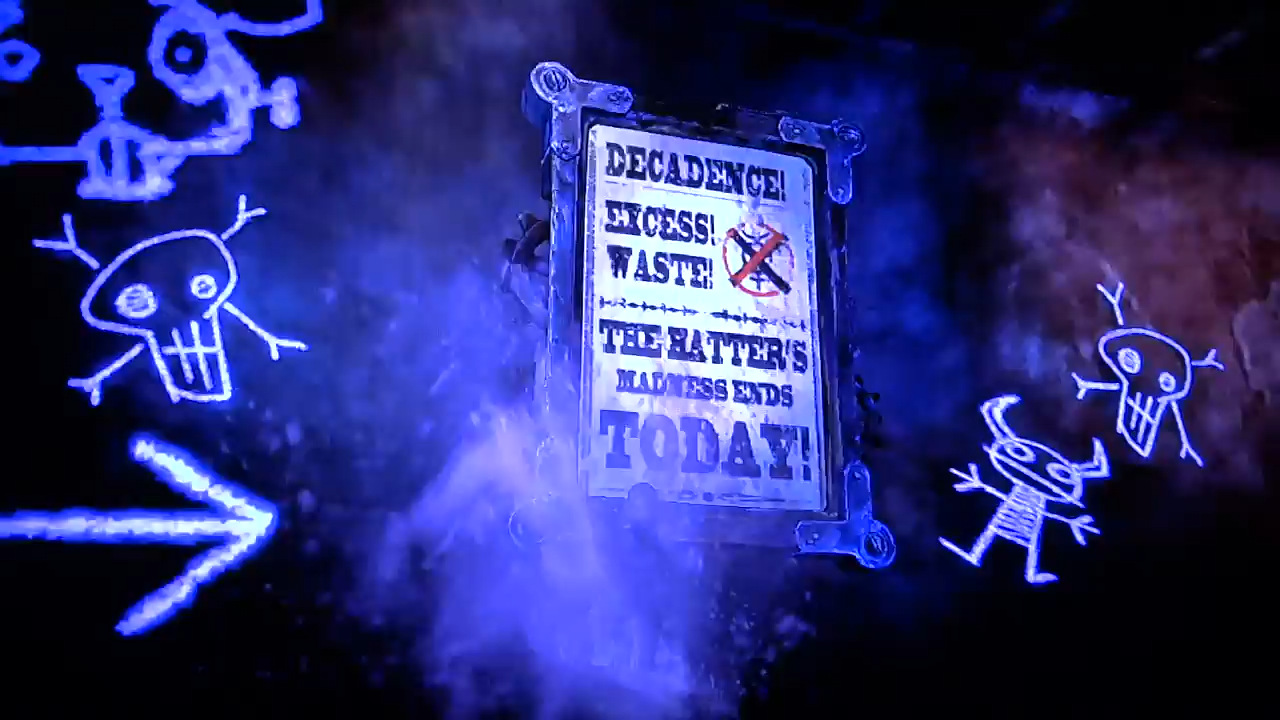 DECADENCE!
EXCESS!
WASTE!
THE HATTER'S
MADNESS ENDS
TODAY!